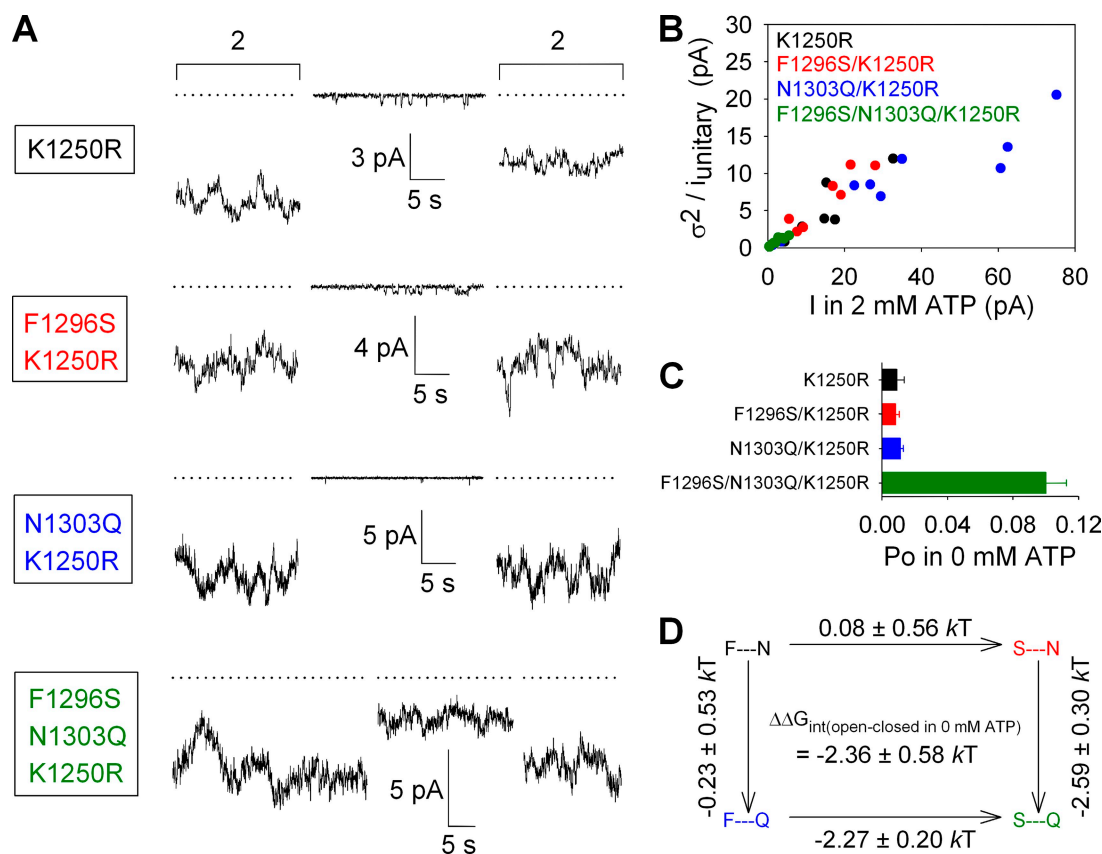 A
2
2
K1250R
3 pA
5 s
F1296S
K1250R
4 pA
5 s
N1303Q
K1250R
5 pA
5 s
F1296S
N1303Q
K1250R
5 pA
5 s
B
K1250R
F1296S/K1250R
N1303Q/K1250R
F1296S/N1303Q/K1250R
30
25
20
15
10
5
0
σ2 / iunitary (pA)
0 20 40 60 80
I in 2 mM ATP (pA)
C
K1250R
F1296S/K1250R
N1303Q/K1250R
F1296S/N1303Q/K1250R
0.00 0.04 0.08 0.12
Po in 0 mM ATP
D
0.08 ± 0.56 kT
F---N
S---N
-0.23 ± 0.53 kT
ΔΔGint(open-closed in 0 mM ATP)
= -2.36 ± 0.58 kT
-2.59 ± 0.30 kT
F---Q
S---Q
-2.27 ± 0.20 kT